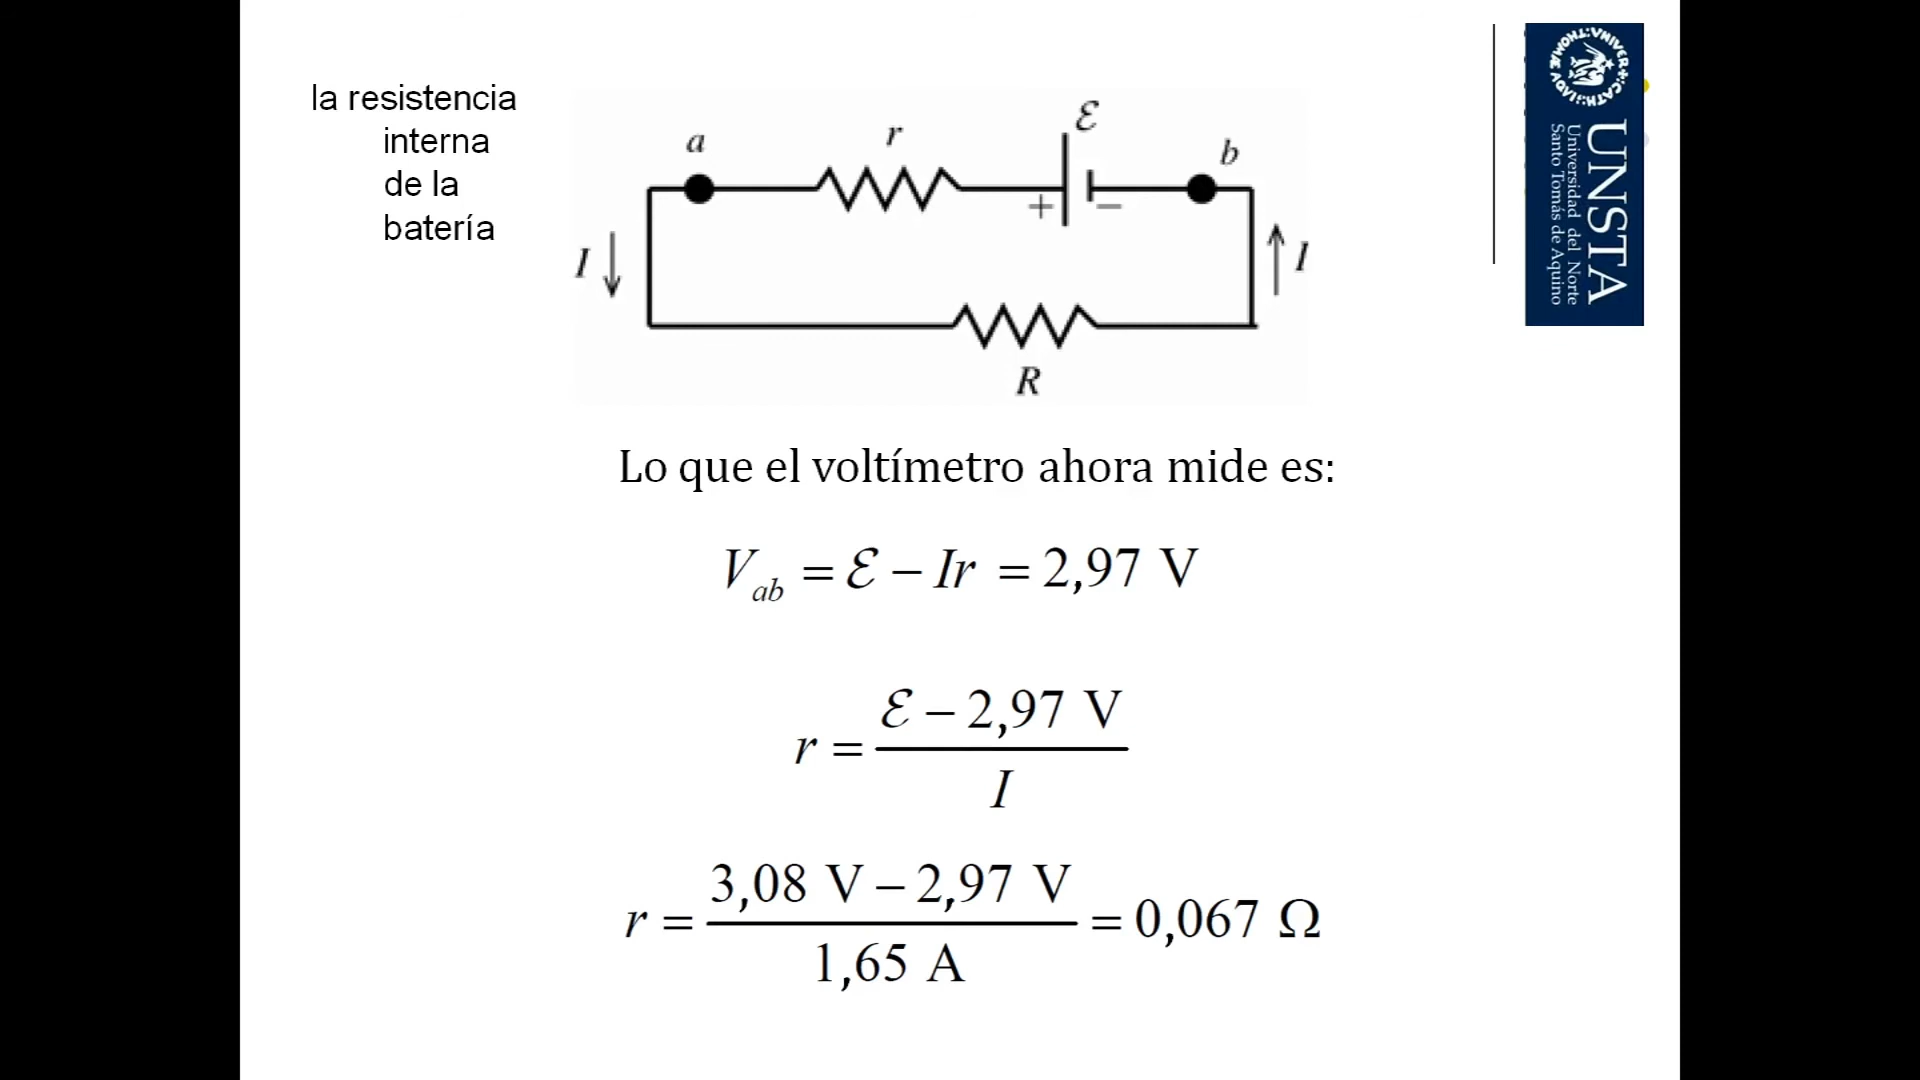 la resistencia
interna
de la
batería
a
r
ℰ
b
+
−
I
I
R
UNSTA
Universidad del Norte
Santo Tomás de Aquino
Lo que el voltímetro ahora mide es:
V_ab = ℰ − Ir = 2,97 V
r = (ℰ − 2,97 V) / I
r = (3,08 V − 2,97 V) / 1,65 A = 0,067 Ω